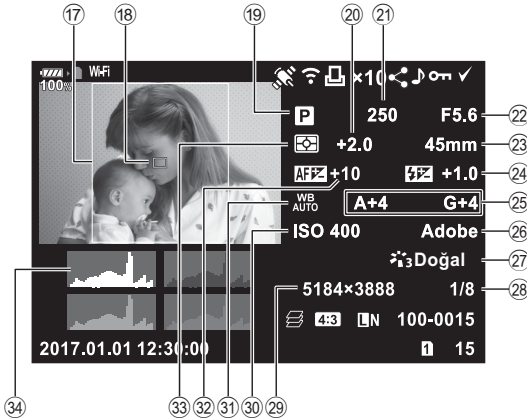 ⑰ ⑱ ⑲ ⑳ ㉑
Wi-Fi ×10
100%
P 250 F5.6 ㉒
+2.0 45mm ㉓
AF +10 +1.0 ㉔
WB AUTO A+4 G+4 ㉕
ISO 400 Adobe ㉖
3 Doğal ㉗
5184×3888 1/8 ㉘
4:3 LN 100-0015
2017.01.01 12:30:00 1 15
㉞ ㉝ ㉜ ㉛ ㉚ ㉙